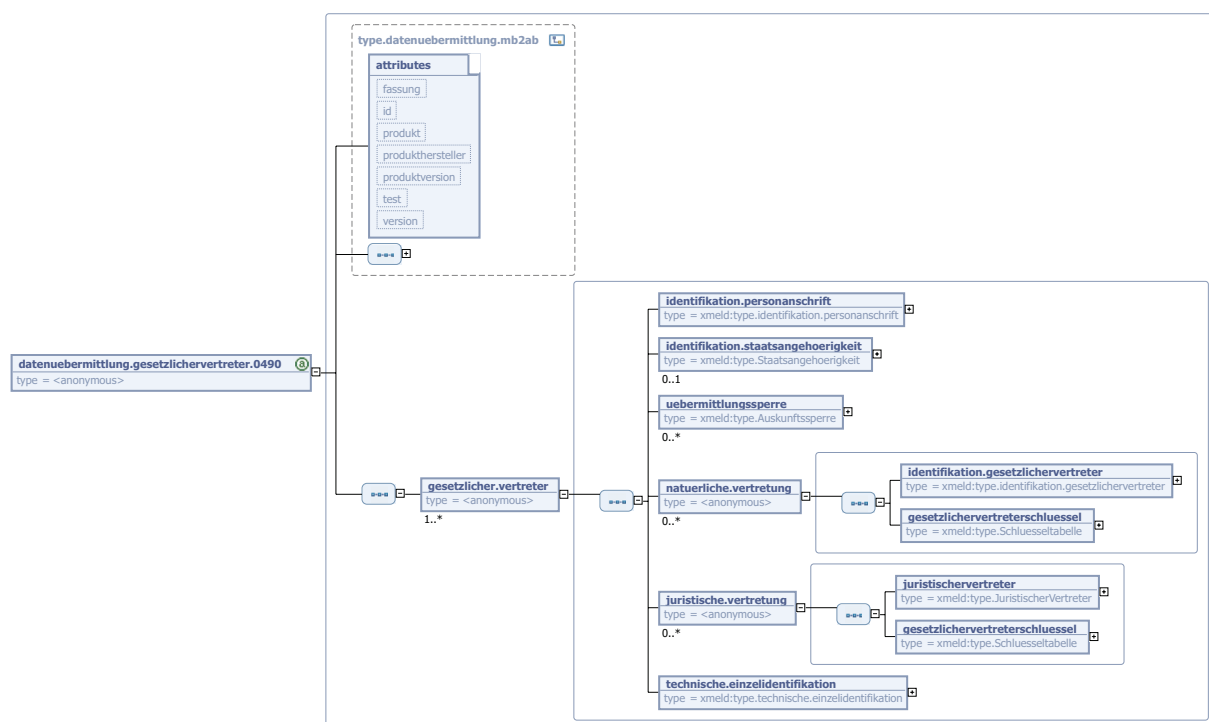 type.datenuebermittlung.mb2ab
attributes
fassung
id
produkt
produkthersteller
produktversion
test
version
datenuebermittlung.gesetzlichervertreter.0490
a
type = <anonymous>
gesetzlicher.vertreter
type = <anonymous>
1..*
identifikation.personanschrift
type = xmeld:type.identifikation.personanschrift
identifikation.staatsangehoerigkeit
type = xmeld:type.Staatsangehoerigkeit
0..1
uebermittlungssperre
type = xmeld:type.Auskunftssperre
0..*
natuerliche.vertretung
type = <anonymous>
0..*
identifikation.gesetzlichervertreter
type = xmeld:type.identifikation.gesetzlichervertreter
gesetzlichervertreterschluessel
type = xmeld:type.Schluesseltabelle
juristische.vertretung
type = <anonymous>
0..*
juristischervertreter
type = xmeld:type.JuristischerVertreter
gesetzlichervertreterschluessel
type = xmeld:type.Schluesseltabelle
technische.einzelidentifikation
type = xmeld:type.technische.einzelidentifikation